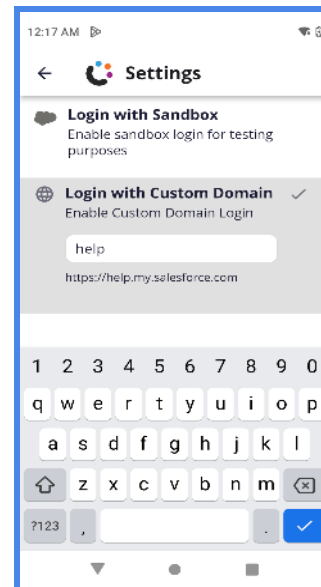 12:17 AM
Settings
Login with Sandbox
Enable sandbox login for testing
purposes
Login with Custom Domain
Enable Custom Domain Login
help
https://help.my.salesforce.com
1 2 3 4 5 6 7 8 9 0
q w e r t y u i o p
a s d f g h j k l
z x c v b n m
?123 , .